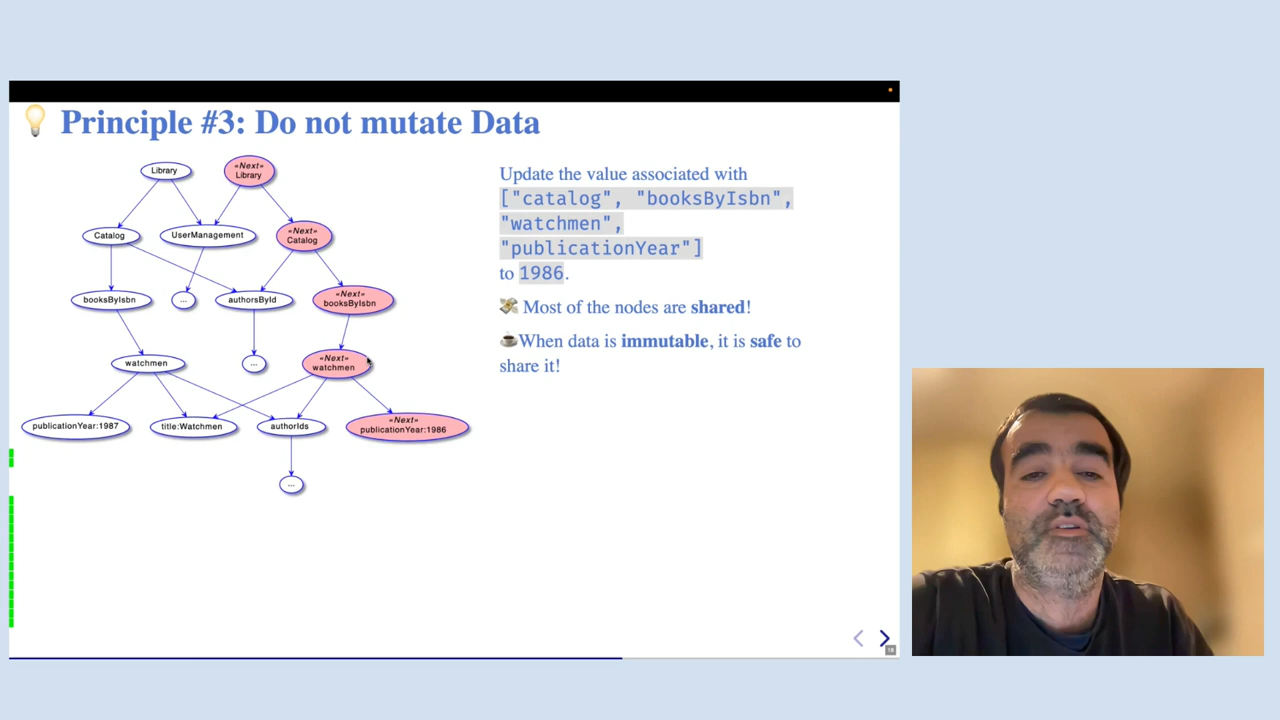 Principle #3: Do not mutate Data
Library
«Next»
Library
Catalog
UserManagement
«Next»
Catalog
booksByIsbn
...
authorsById
«Next»
booksByIsbn
watchmen
...
«Next»
watchmen
publicationYear:1987
title:Watchmen
authorIds
«Next»
publicationYear:1986
...
Update the value associated with
["catalog", "booksByIsbn",
"watchmen",
"publicationYear"]
to 1986.
💸 Most of the nodes are shared!
☕When data is immutable, it is safe to
share it!
18